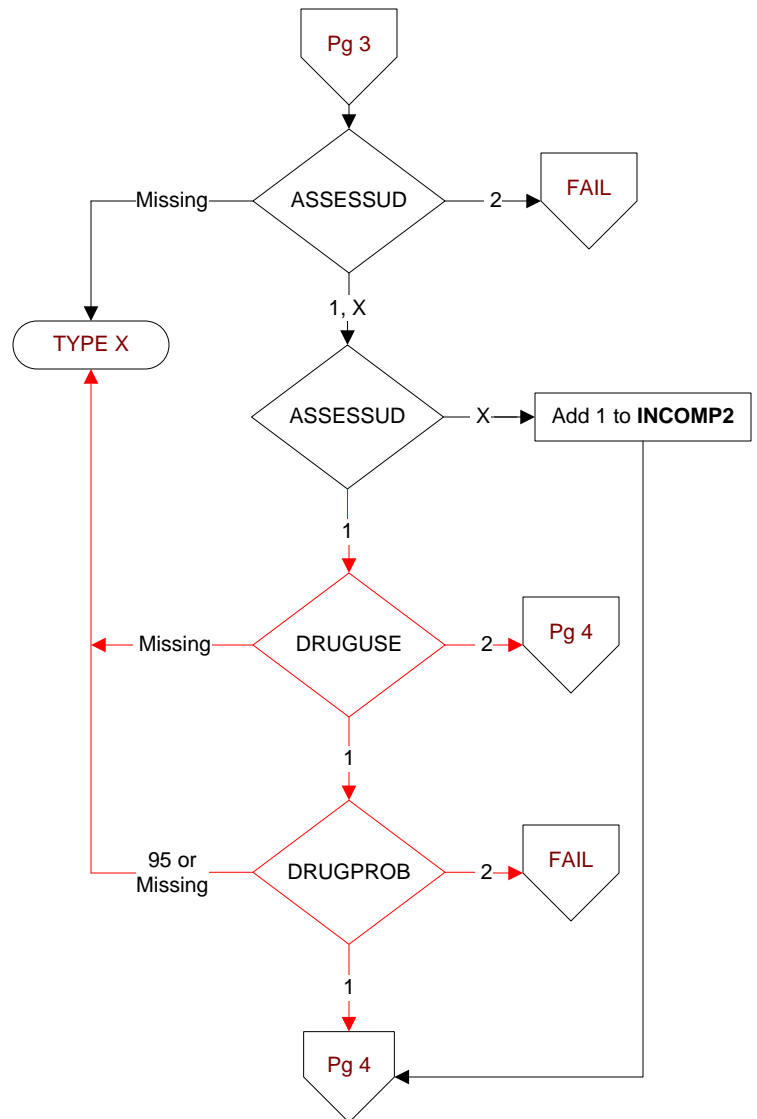 Pg 3
Missing
ASSESSUD
2
FAIL
1, X
TYPE X
ASSESSUD
X
Add 1 to INCOMP2
1
Missing
DRUGUSE
2
Pg 4
1
95 or
Missing
DRUGPROB
2
FAIL
1
Pg 4